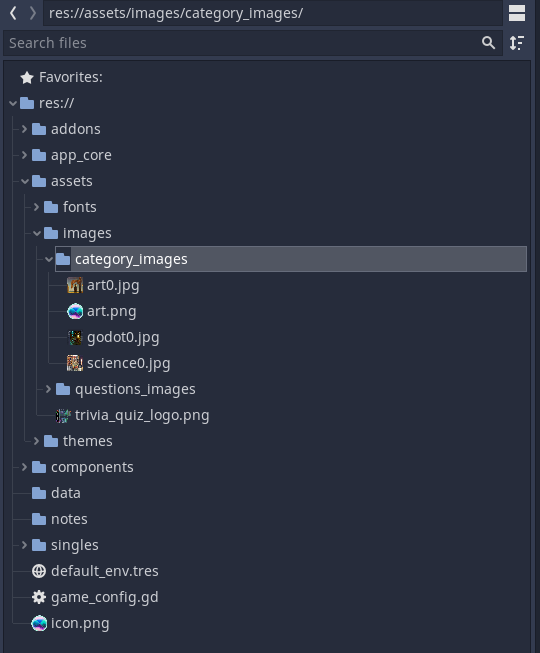 res://assets/images/category_images/
Search files
Favorites:
res://
addons
app_core
assets
fonts
images
category_images
art0.jpg
art.png
godot0.jpg
science0.jpg
questions_images
trivia_quiz_logo.png
themes
components
data
notes
singles
default_env.tres
game_config.gd
icon.png